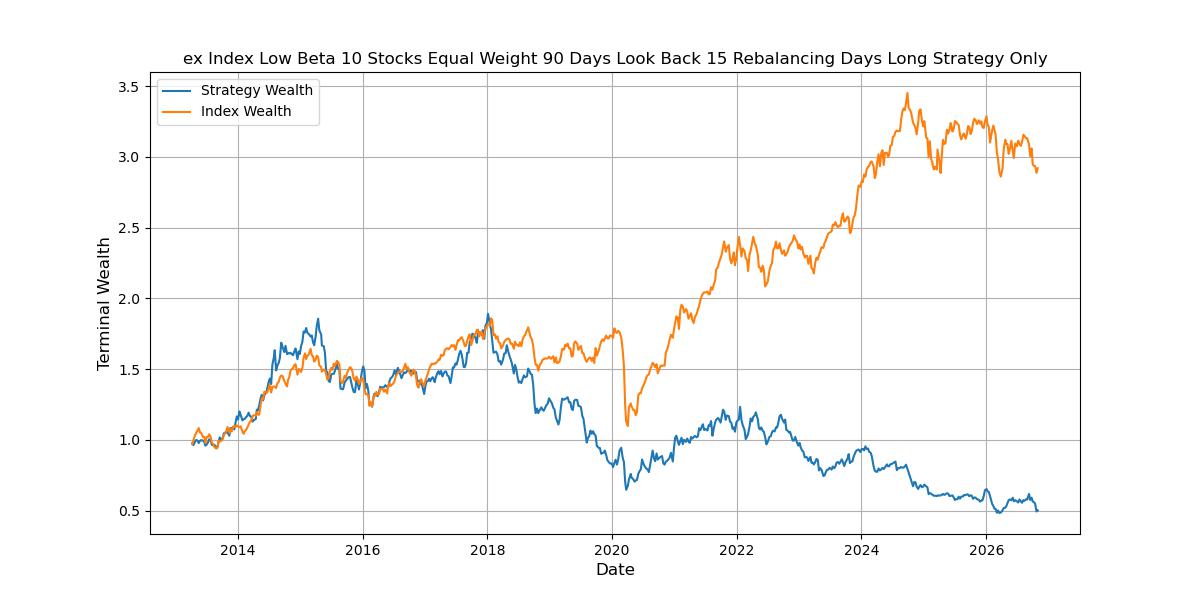 ex Index Low Beta 10 Stocks Equal Weight 90 Days Look Back 15 Rebalancing Days Long Strategy Only
Strategy Wealth
Index Wealth
Terminal Wealth
3.5
3.0
2.5
2.0
1.5
1.0
0.5
2014 2016 2018 2020 2022 2024 2026
Date